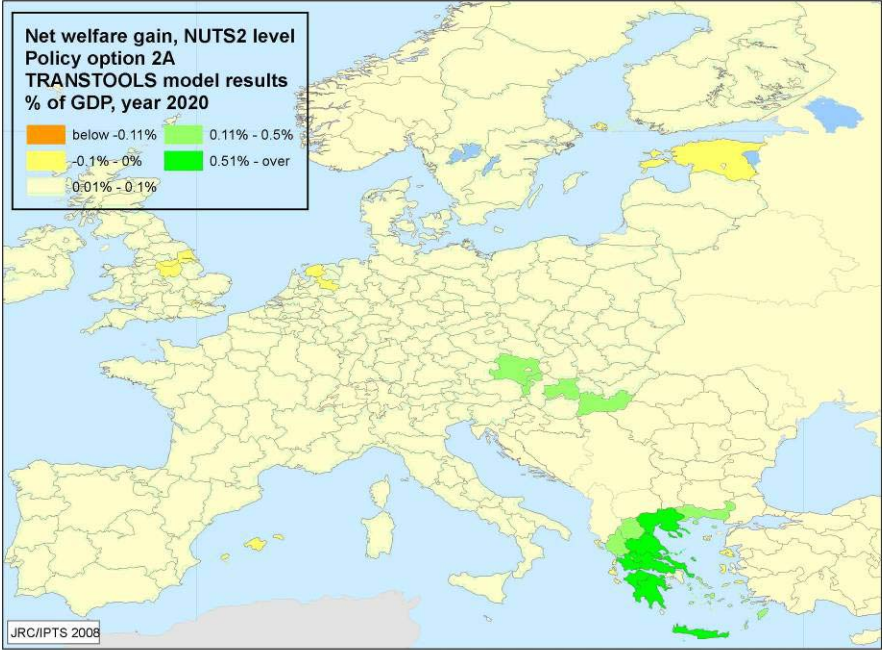 Net welfare gain, NUTS2 level
Policy option 2A
TRANSTOOLS model results
% of GDP, year 2020
below -0.11%
0.11% - 0.5%
-0.1% - 0%
0.51% - over
0.01% - 0.1%
JRC/IPTS 2008